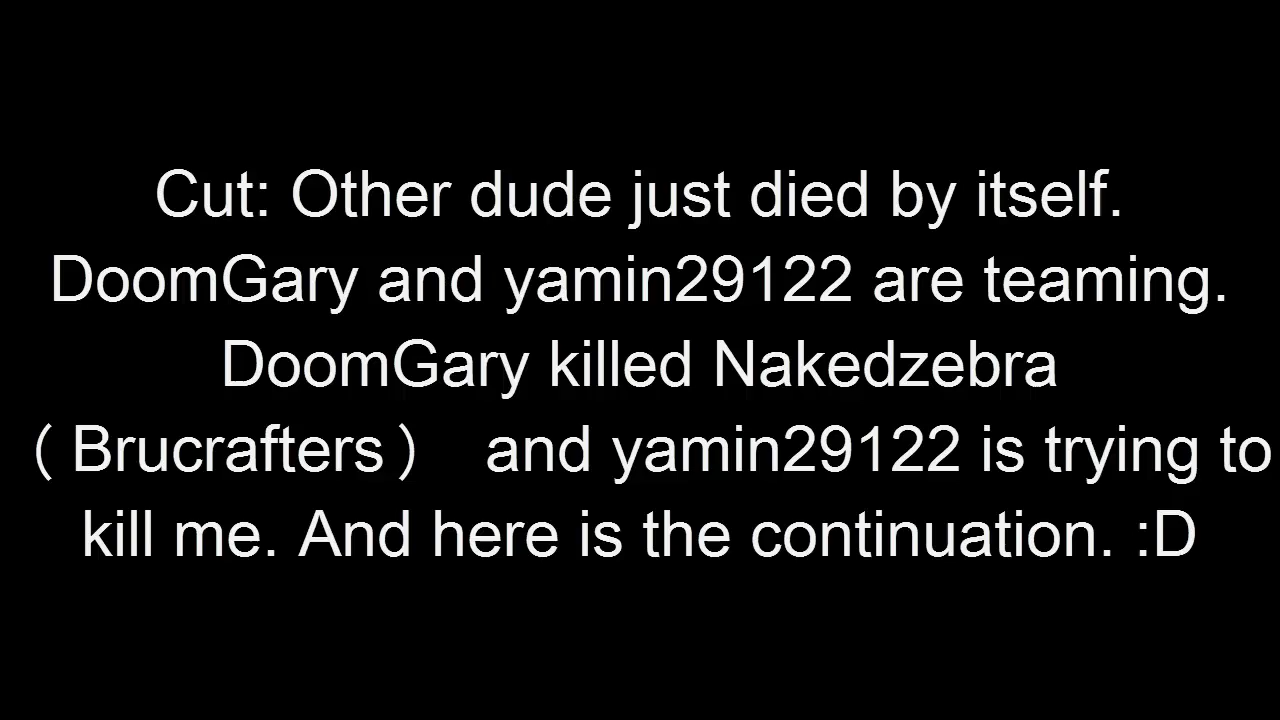 Cut: Other dude just died by itself.
DoomGary and yamin29122 are teaming.
DoomGary killed Nakedzebra
（Brucrafters） and yamin29122 is trying to
kill me. And here is the continuation. :D